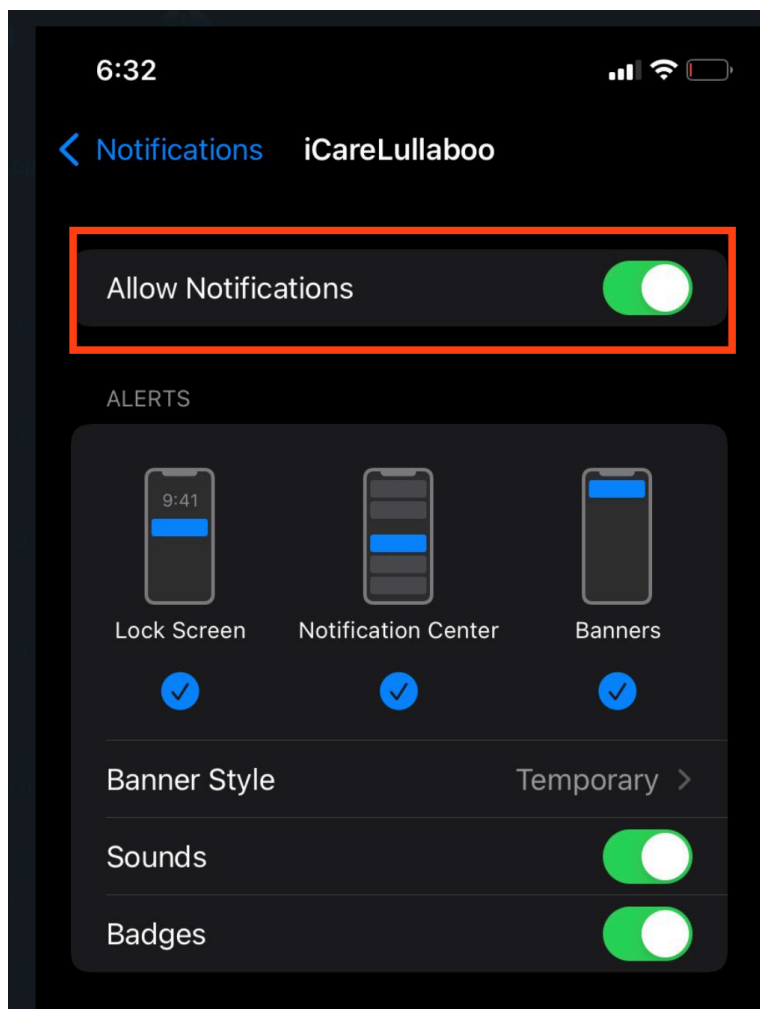 6:32
Notifications iCareLullaboo
Allow Notifications
ALERTS
9:41
Lock Screen Notification Center Banners
Banner Style Temporary
Sounds
Badges